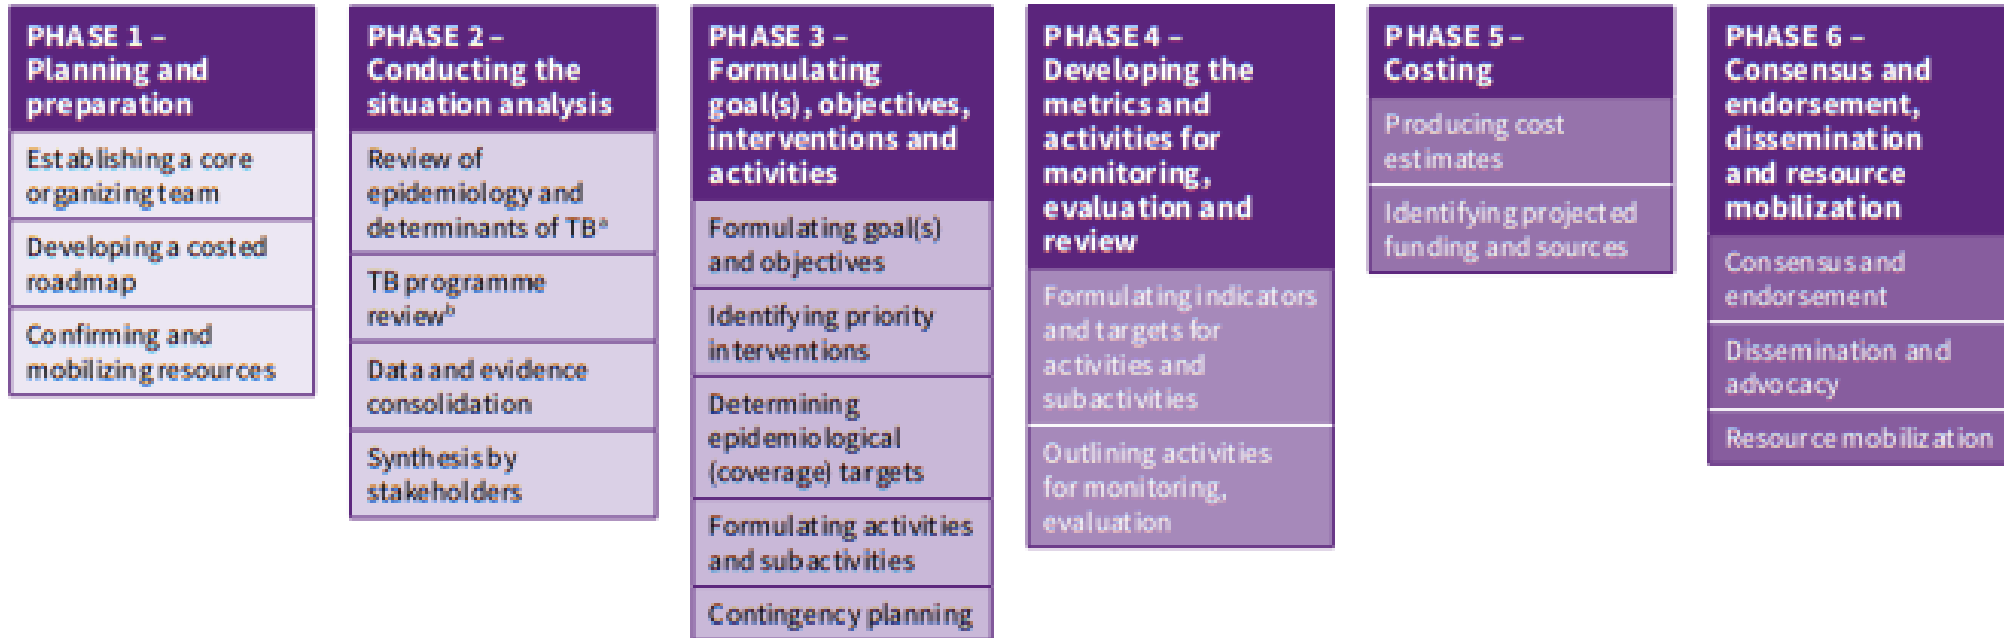 PHASE 1 –
Planning and
preparation
Establishing a core
organizing team
Developing a costed
roadmap
Confirming and
mobilizing resources
PHASE 2 –
Conducting the
situation analysis
Review of
epidemiology and
determinants of TBᵃ
TB programme
reviewᵇ
Data and evidence
consolidation
Synthesis by
stakeholders
PHASE 3 –
Formulating
goal(s), objectives,
interventions and
activities
Formulating goal(s)
and objectives
Identifying priority
interventions
Determining
epidemiological
(coverage) targets
Formulating activities
and subactivities
Contingency planning
PHASE 4 –
Developing the
metrics and
activities for
monitoring,
evaluation and
review
Formulating indicators
and targets for
activities and
subactivities
Outlining activities
for monitoring,
evaluation
PHASE 5 –
Costing
Producing cost
estimates
Identifying projected
funding and sources
PHASE 6 –
Consensus and
endorsement,
dissemination
and resource
mobilization
Consensus and
endorsement
Dissemination and
advocacy
Resource mobilization